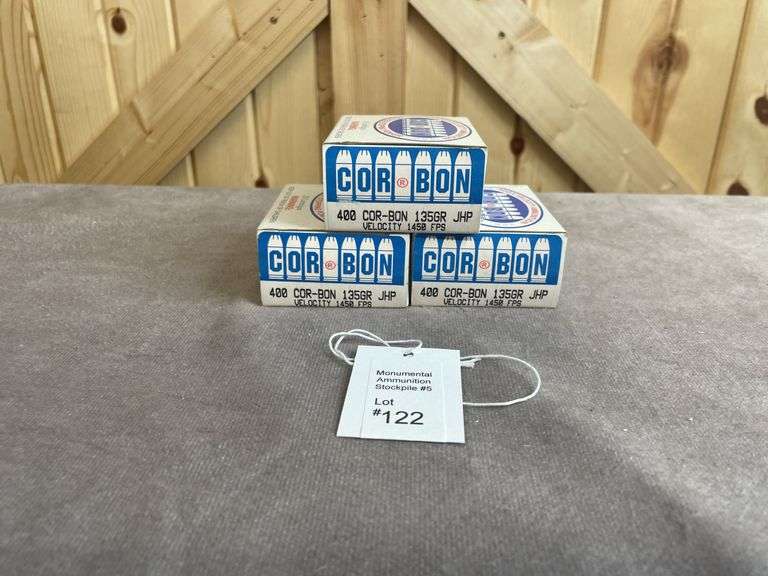 COR®BON
400 COR-BON 135GR JHP
VELOCITY 1450 FPS
COR®BON
400 COR-BON 135GR JHP
VELOCITY 1450 FPS
COR®BON
400 COR-BON 135GR JHP
VELOCITY 1450 FPS
Monumental
Ammunition
Stockpile #5
Lot
#122